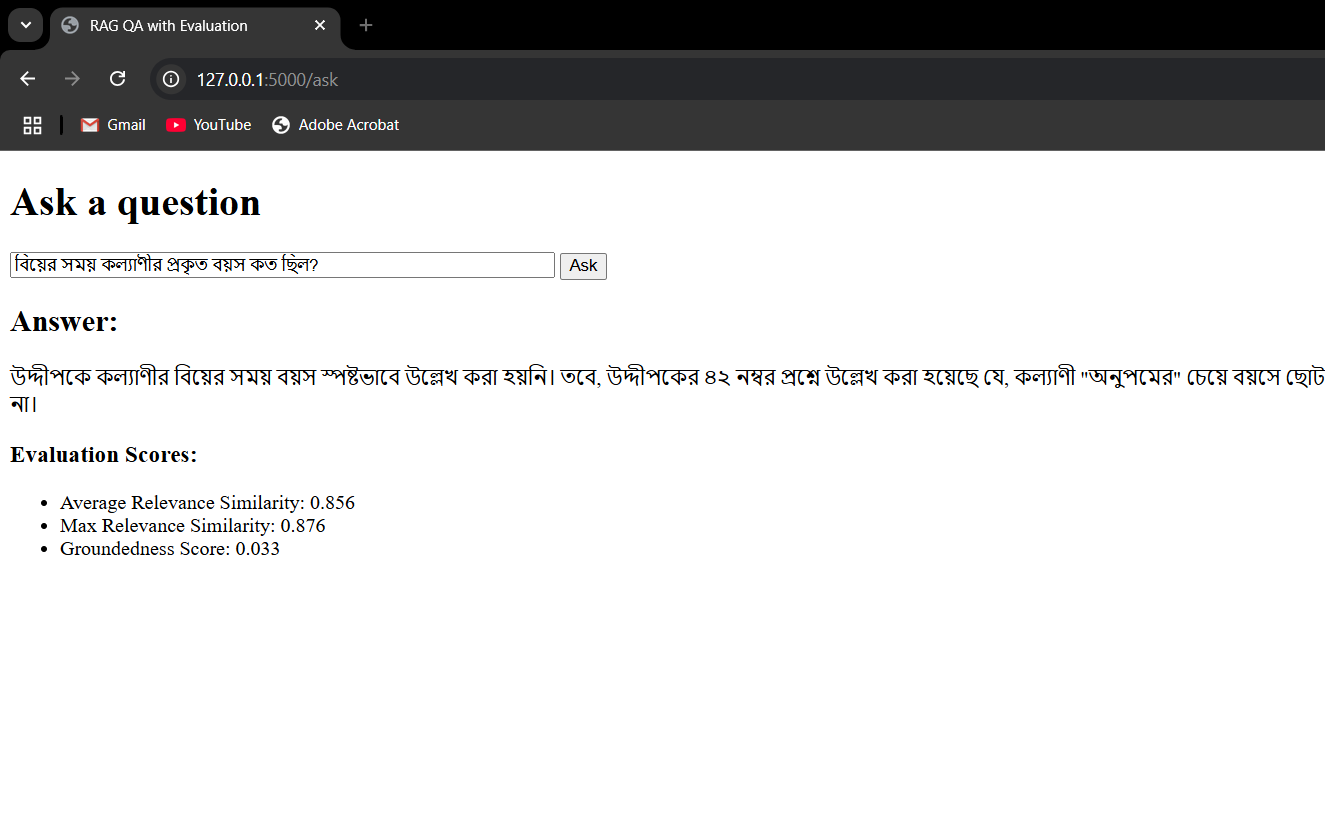 RAG QA with Evaluation
127.0.0.1:5000/ask
Gmail YouTube Adobe Acrobat
Ask a question
বিয়ের সময় কল্যাণীর প্রকৃত বয়স কত ছিল? Ask
Answer:
উদ্দীপকে কল্যাণীর বিয়ের সময় বয়স স্পষ্টভাবে উল্লেখ করা হয়নি। তবে, উদ্দীপকের ৪২ নম্বর প্রশ্নে উল্লেখ করা হয়েছে যে, কল্যাণী "অনুপমের" চেয়ে বয়সে ছোট
না।
Evaluation Scores:
• Average Relevance Similarity: 0.856
• Max Relevance Similarity: 0.876
• Groundedness Score: 0.033